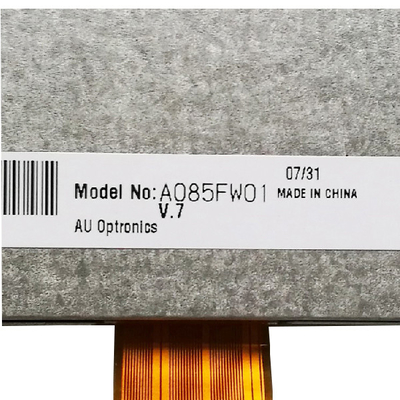 07/31
Model No: A085FW01 MADE IN CHINA
V.7
AU Optronics